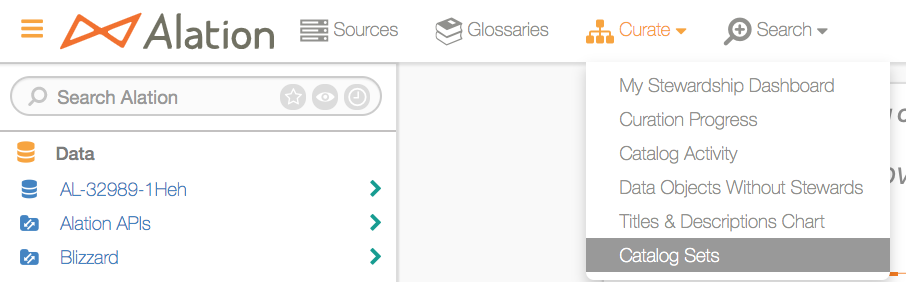 Alation Sources Glossaries Curate Search
Search Alation
Data
AL-32989-1Heh
Alation APIs
Blizzard
My Stewardship Dashboard
Curation Progress
Catalog Activity
Data Objects Without Stewards
Titles & Descriptions Chart
Catalog Sets